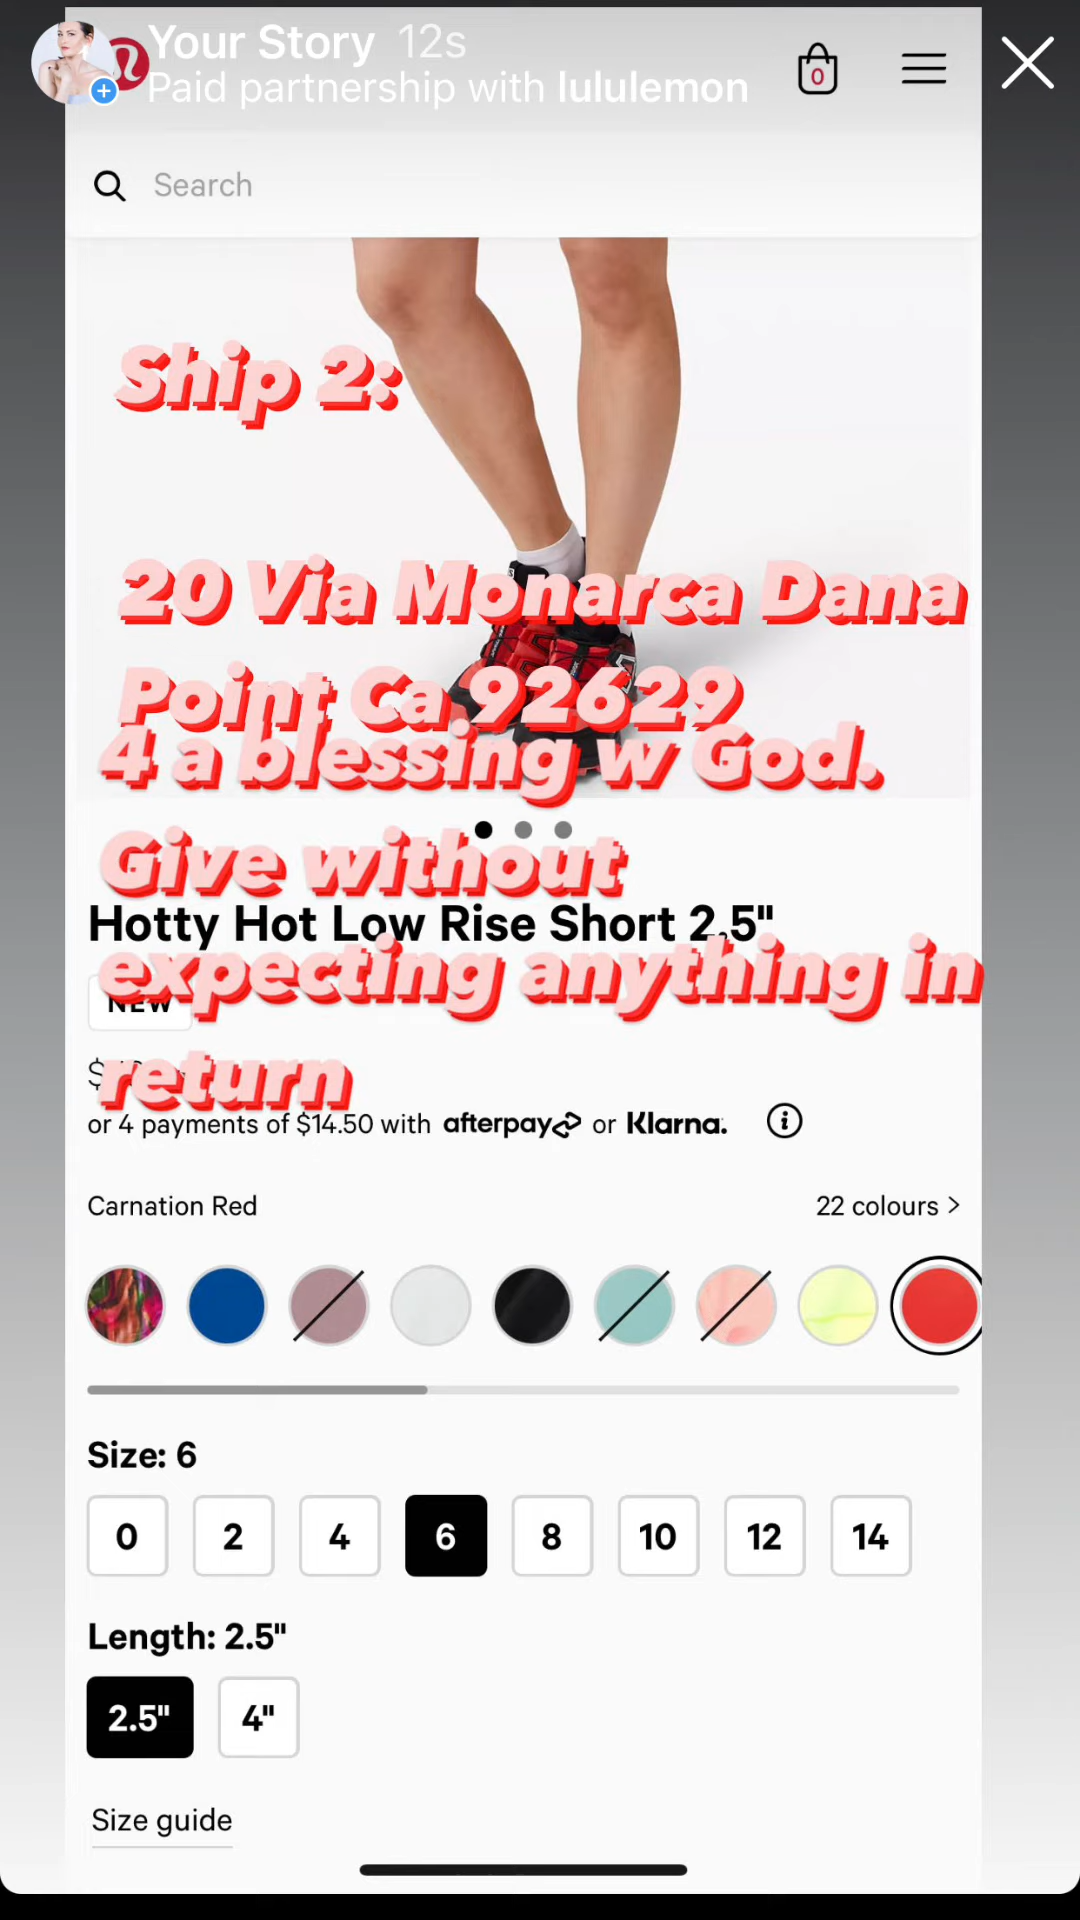 Your Story 12s
Paid partnership with lululemon
0
Search
Ship 2:
20 Via Monarca Dana
Point Ca 92629
4 a blessing w God.
Give without
Hotty Hot Low Rise Short 2.5"
expecting anything in
NEW
return
or 4 payments of $14.50 with afterpay or Klarna.
Carnation Red 22 colours >
Size: 6
0 2 4 6 8 10 12 14
Length: 2.5"
2.5" 4"
Size guide